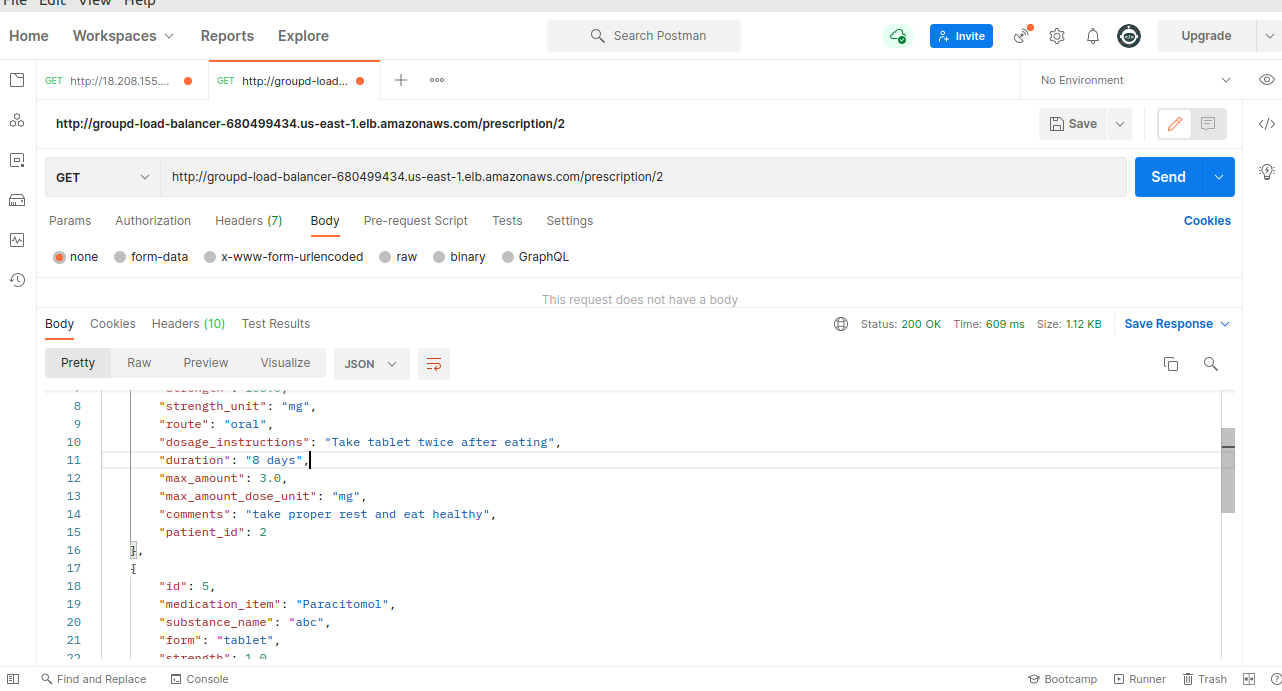 File Edit View Help
Home Workspaces Reports Explore Search Postman Invite Upgrade
GET http://18.208.155.... GET http://groupd-load-... No Environment
http://groupd-load-balancer-680499434.us-east-1.elb.amazonaws.com/prescription/2 Save
GET http://groupd-load-balancer-680499434.us-east-1.elb.amazonaws.com/prescription/2 Send
Params Authorization Headers (7) Body Pre-request Script Tests Settings Cookies
none form-data x-www-form-urlencoded raw binary GraphQL
This request does not have a body
Body Cookies Headers (10) Test Results Status: 200 OK Time: 609 ms Size: 1.12 KB Save Response
Pretty Raw Preview Visualize JSON
8 "strength_unit": "mg",
9 "route": "oral",
10 "dosage_instructions": "Take tablet twice after eating",
11 "duration": "8 days",
12 "max_amount": 3.0,
13 "max_amount_dose_unit": "mg",
14 "comments": "take proper rest and eat healthy",
15 "patient_id": 2
16 },
17 {
18 "id": 5,
19 "medication_item": "Paracitomol",
20 "substance_name": "abc",
21 "form": "tablet",
22 "strength": 1.0
Find and Replace Console Bootcamp Runner Trash